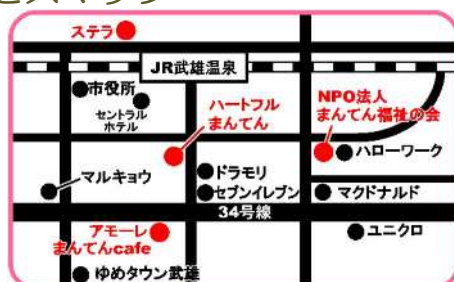 ステラ
JR武雄温泉
市役所
セントラル
ホテル
ハートフル
まんてん
NPO法人
まんてん福祉の会
ハローワーク
マルキョウ
ドラモリ
セブンイレブン
マクドナルド
34号線
アモーレ
まんてんcafe
ユニクロ
ゆめタウン武雄